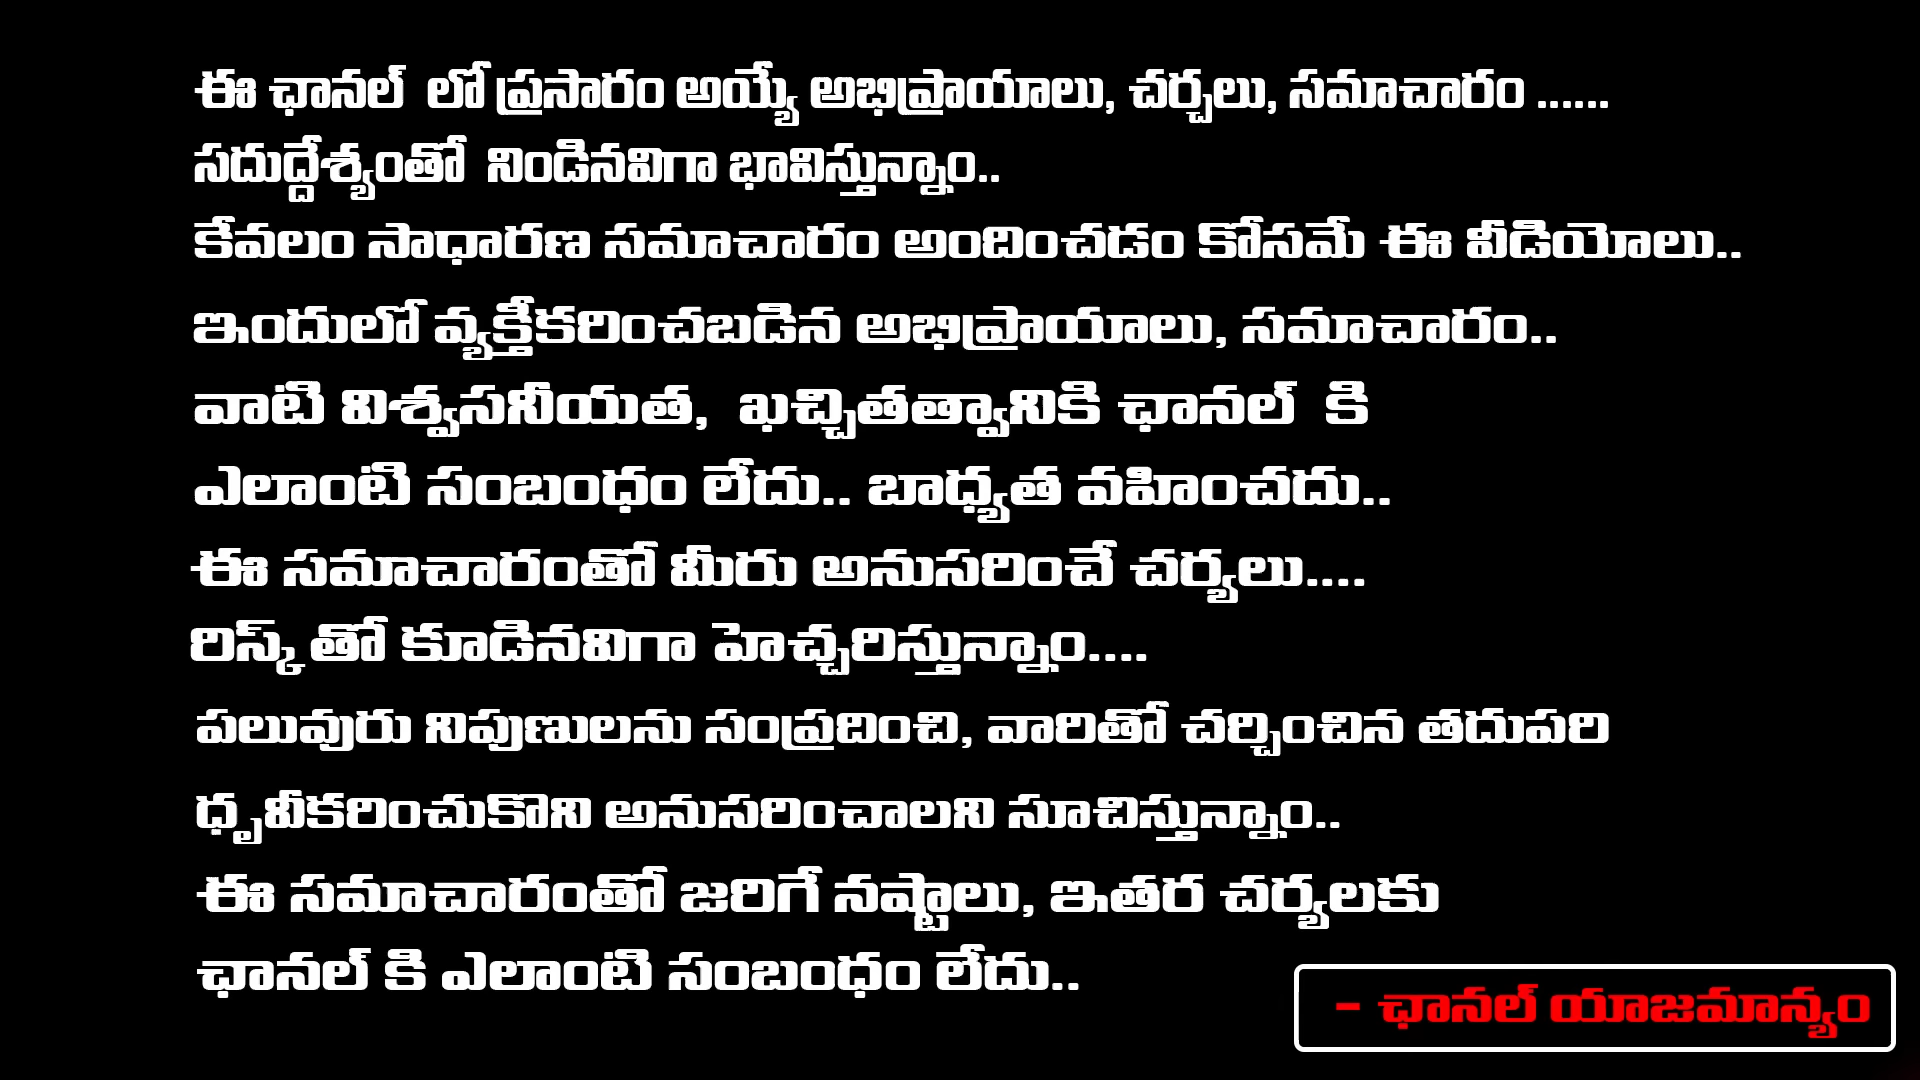 ఈ ఛానల్ లో ప్రసారం అయ్యే అభిప్రాయాలు, చర్చలు, సమాచారం ......
సదుద్దేశ్యంతో నిండినవిగా భావిస్తున్నాం..
కేవలం సాధారణ సమాచారం అందించడం కోసమే ఈ వీడియోలు..
ఇందులో వ్యక్తీకరించబడిన అభిప్రాయాలు, సమాచారం..
వాటి విశ్వసనీయత, ఖచ్చితత్వానికి ఛానల్ కి
ఎలాంటి సంబంధం లేదు.. బాధ్యత వహించదు..
ఈ సమాచారంతో మీరు అనుసరించే చర్యలు....
రిస్క్ తో కూడినవిగా హెచ్చరిస్తున్నాం....
పలువురు నిపుణులను సంప్రదించి, వారితో చర్చించిన తదుపరి
ధృవీకరించుకొని అనుసరించాలని సూచిస్తున్నాం..
ఈ సమాచారంతో జరిగే నష్టాలు, ఇతర చర్యలకు
ఛానల్ కి ఎలాంటి సంబంధం లేదు..
- ఛానల్ యాజమాన్యం